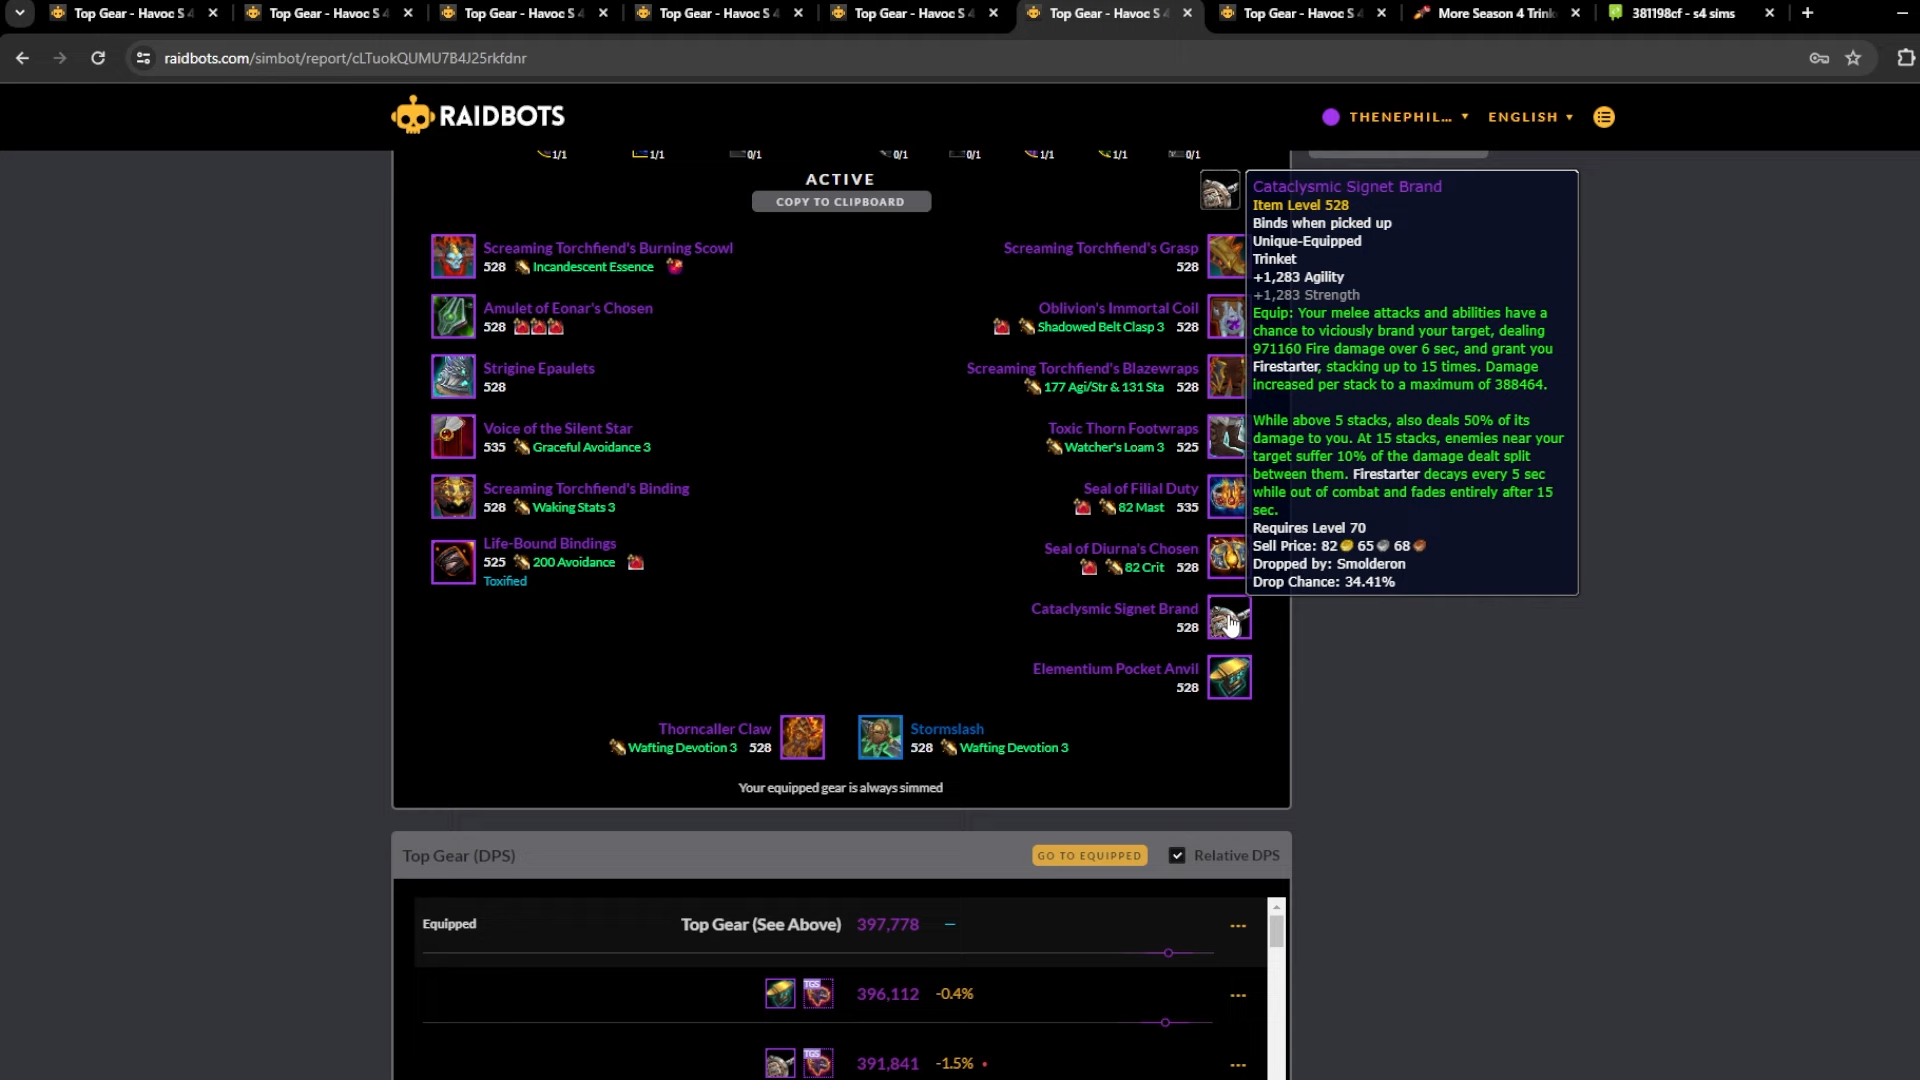 Top Gear - Havoc S 4
Top Gear - Havoc S 4
Top Gear - Havoc S 4
Top Gear - Havoc S 4
Top Gear - Havoc S 4
Top Gear - Havoc S 4
Top Gear - Havoc S 4
More Season 4 Trink
381198cf - s4 sims
raidbots.com/simbot/report/cLTuokQUMU7B4J25rkfdnr
RAIDBOTS
THENEPHIL...
ENGLISH
1/1
1/1
0/1
0/1
0/1
1/1
1/1
0/1
ACTIVE
COPY TO CLIPBOARD
Screaming Torchfiend's Burning Scowl
528 Incandescent Essence
Amulet of Eonar's Chosen
528
Strigine Epaulets
528
Voice of the Silent Star
535 Graceful Avoidance 3
Screaming Torchfiend's Binding
528 Waking Stats 3
Life-Bound Bindings
525 200 Avoidance
Toxified
Screaming Torchfiend's Grasp
528
Oblivion's Immortal Coil
Shadowed Belt Clasp 3 528
Screaming Torchfiend's Blazewraps
177 Agi/Str & 131 Sta 528
Toxic Thorn Footwraps
Watcher's Loam 3 525
Seal of Filial Duty
82 Mast 535
Seal of Diurna's Chosen
82 Crit 528
Cataclysmic Signet Brand
528
Elementium Pocket Anvil
528
Thorncaller Claw
Wafting Devotion 3 528
Stormslash
528 Wafting Devotion 3
Your equipped gear is always simmed
Cataclysmic Signet Brand
Item Level 528
Binds when picked up
Unique-Equipped
Trinket
+1,283 Agility
+1,283 Strength
Equip: Your melee attacks and abilities have a
chance to viciously brand your target, dealing
971160 Fire damage over 6 sec, and grant you
Firestarter, stacking up to 15 times. Damage
increased per stack to a maximum of 388464.
While above 5 stacks, also deals 50% of its
damage to you. At 15 stacks, enemies near your
target suffer 10% of the damage dealt split
between them. Firestarter decays every 5 sec
while out of combat and fades entirely after 15
sec.
Requires Level 70
Sell Price: 82 65 68
Dropped by: Smolderon
Drop Chance: 34.41%
Top Gear (DPS)
GO TO EQUIPPED
Relative DPS
Equipped
Top Gear (See Above) 397,778 —
TGS
396,112 -0.4%
TGS
391,841 -1.5%